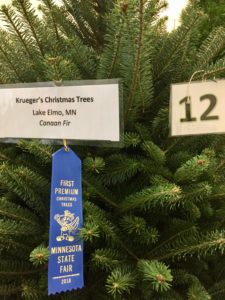 Krueger's Christmas Trees
Lake Elmo, MN
Canaan Fir
12
FIRST
PREMIUM
CHRISTMAS
TREES
MINNESOTA
STATE
FAIR
2018